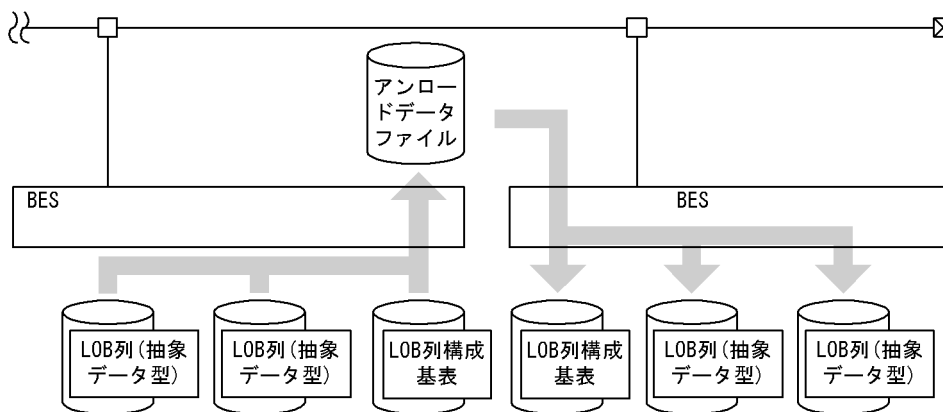 アンロー
ドデータ
ファイル
BES
BES
LOB列(抽象
データ型)
LOB列(抽象
データ型)
LOB列構成
基表
LOB列構成
基表
LOB列(抽象
データ型)
LOB列(抽象
データ型)